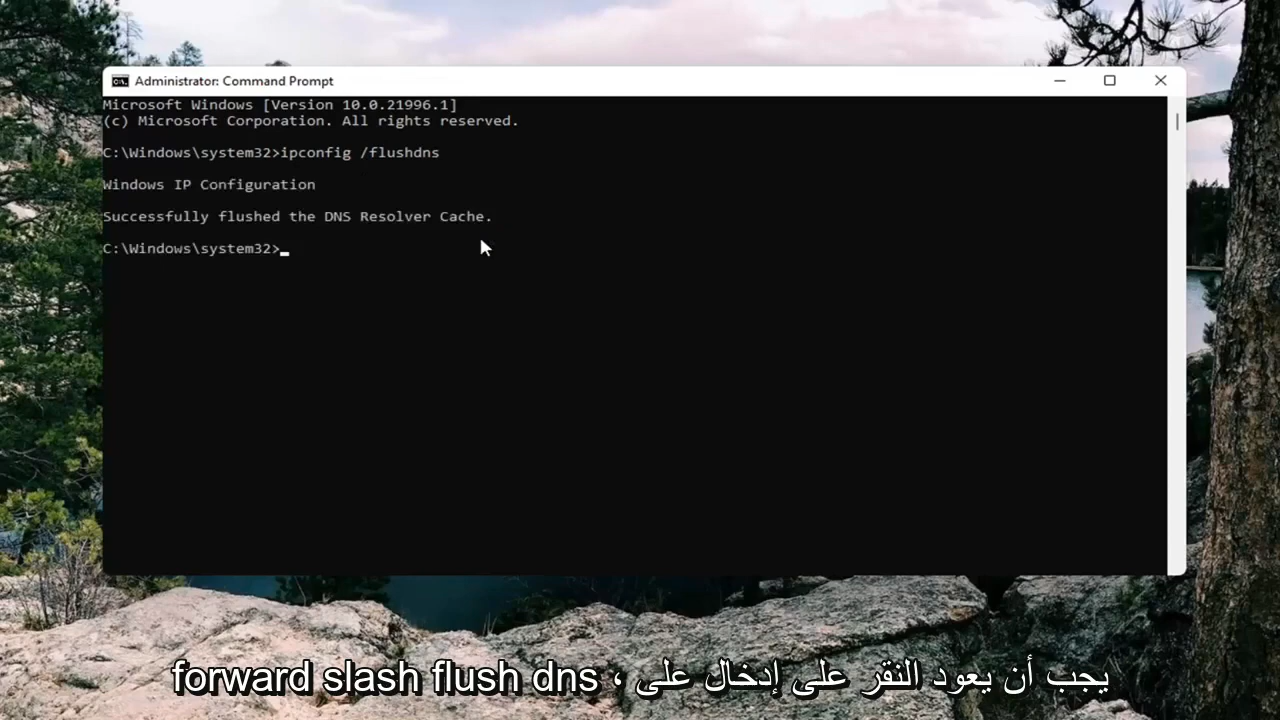 Administrator: Command Prompt
Microsoft Windows [Version 10.0.21996.1]
(c) Microsoft Corporation. All rights reserved.
C:\Windows\system32>ipconfig /flushdns
Windows IP Configuration
Successfully flushed the DNS Resolver Cache.
C:\Windows\system32>
يجب أن يعود النقر على إدخال على ، forward slash flush dns